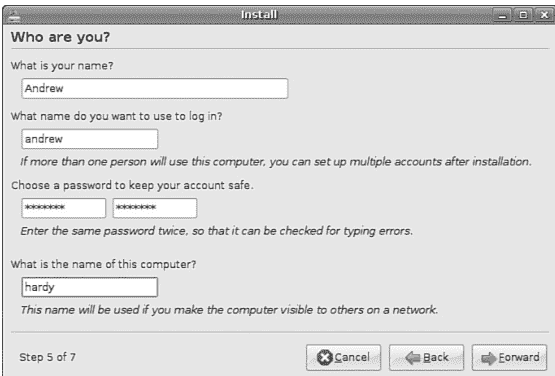 Install
Who are you?
What is your name?
Andrew
What name do you want to use to log in?
andrew
If more than one person will use this computer, you can set up multiple accounts after installation.
Choose a password to keep your account safe.
******* *******
Enter the same password twice, so that it can be checked for typing errors.
What is the name of this computer?
hardy
This name will be used if you make the computer visible to others on a network.
Step 5 of 7 Cancel Back Forward